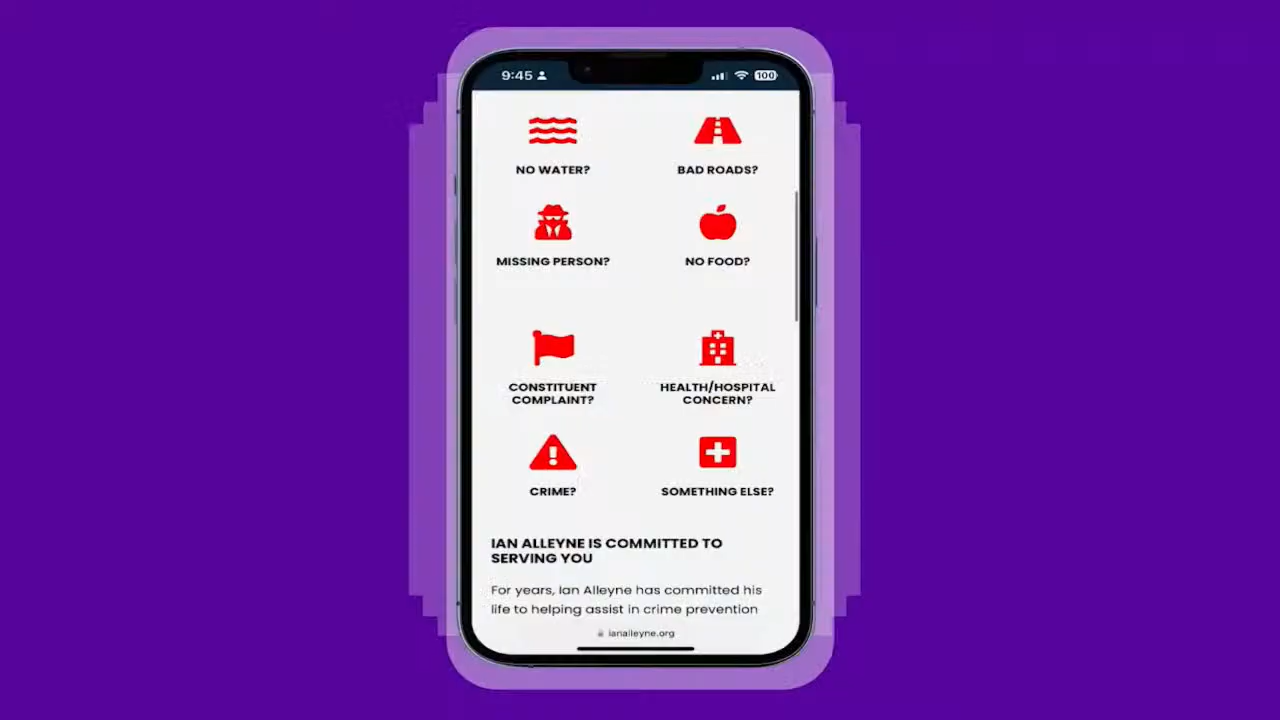 9:45
100
NO WATER?
BAD ROADS?
MISSING PERSON?
NO FOOD?
CONSTITUENT
COMPLAINT?
HEALTH/HOSPITAL
CONCERN?
CRIME?
SOMETHING ELSE?
IAN ALLEYNE IS COMMITTED TO
SERVING YOU
For years, Ian Alleyne has committed his
life to helping assist in crime prevention
ianalleyne.org